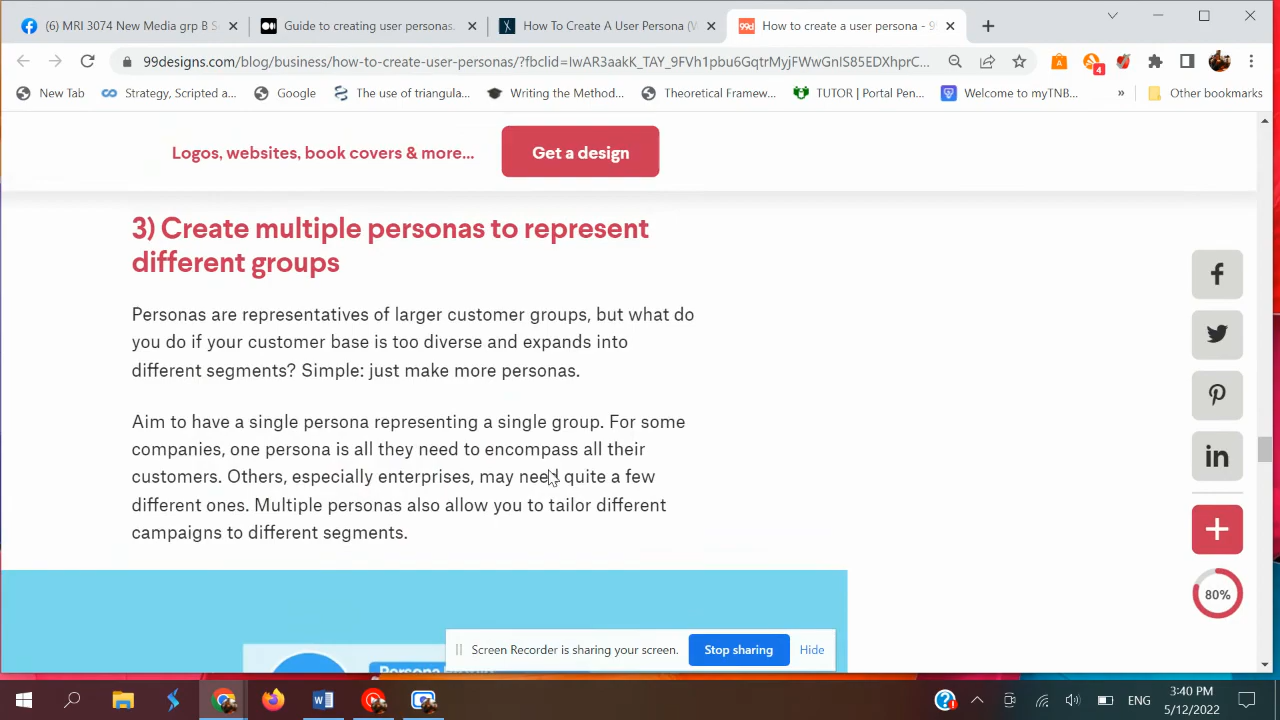 (6) MRI 3074 New Media grp B S
Guide to creating user personas.
How To Create A User Persona (W
99d
How to create a user persona - 9
99designs.com/blog/business/how-to-create-user-personas/?fbclid=IwAR3aakK_TAY_9FVh1pbu6GqtrMyjFWwGnIS85EDXhprC...
4
New Tab
Strategy, Scripted a...
Google
The use of triangula...
Writing the Method...
Theoretical Framew...
TUTOR | Portal Pen...
Welcome to myTNB...
»
Other bookmarks
Logos, websites, book covers & more...
Get a design
3) Create multiple personas to represent
different groups
Personas are representatives of larger customer groups, but what do
you do if your customer base is too diverse and expands into
different segments? Simple: just make more personas.
Aim to have a single persona representing a single group. For some
companies, one persona is all they need to encompass all their
customers. Others, especially enterprises, may need quite a few
different ones. Multiple personas also allow you to tailor different
campaigns to different segments.
80%
Screen Recorder is sharing your screen.
Stop sharing
Hide
ENG
3:40 PM
5/12/2022